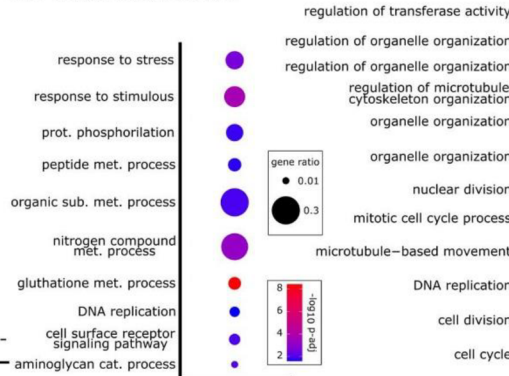 regulation of transferase activity
regulation of organelle organization
response to stress
regulation of organelle organization
response to stimulous
regulation of microtubule
cytoskeleton organization
prot. phosphorilation
organelle organization
peptide met. process
organelle organization
gene ratio
0.01
0.3
organic sub. met. process
nuclear division
mitotic cell cycle process
nitrogen compound
met. process
microtubule-based movement
gluthatione met. process
DNA replication
8
6
4
2
-log10 p-adj
DNA replication
cell division
cell surface receptor
signaling pathway
cell cycle
aminoglycan cat. process